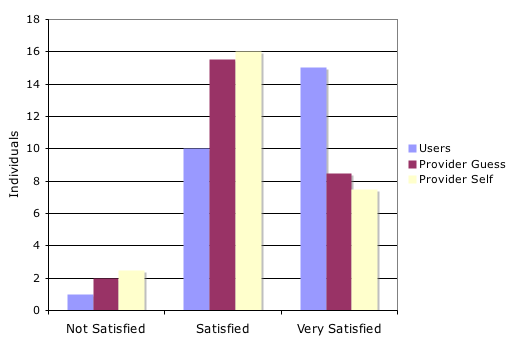 18
16
14
12
10
8
6
4
2
0
Individuals
Not Satisfied
Satisfied
Very Satisfied
Users
Provider Guess
Provider Self